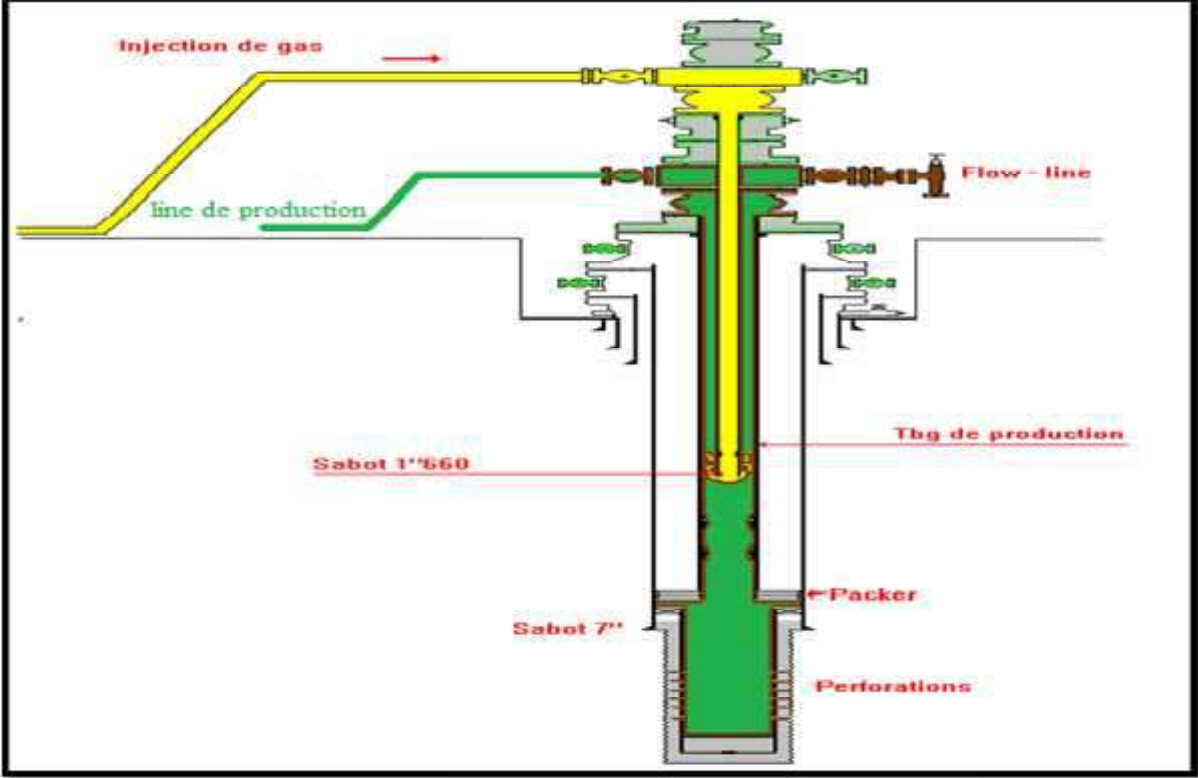 Injection de gas
Flow - line
line de production
Tbg de production
Sabot 1"660
Packer
Sabot 7"
Perforations